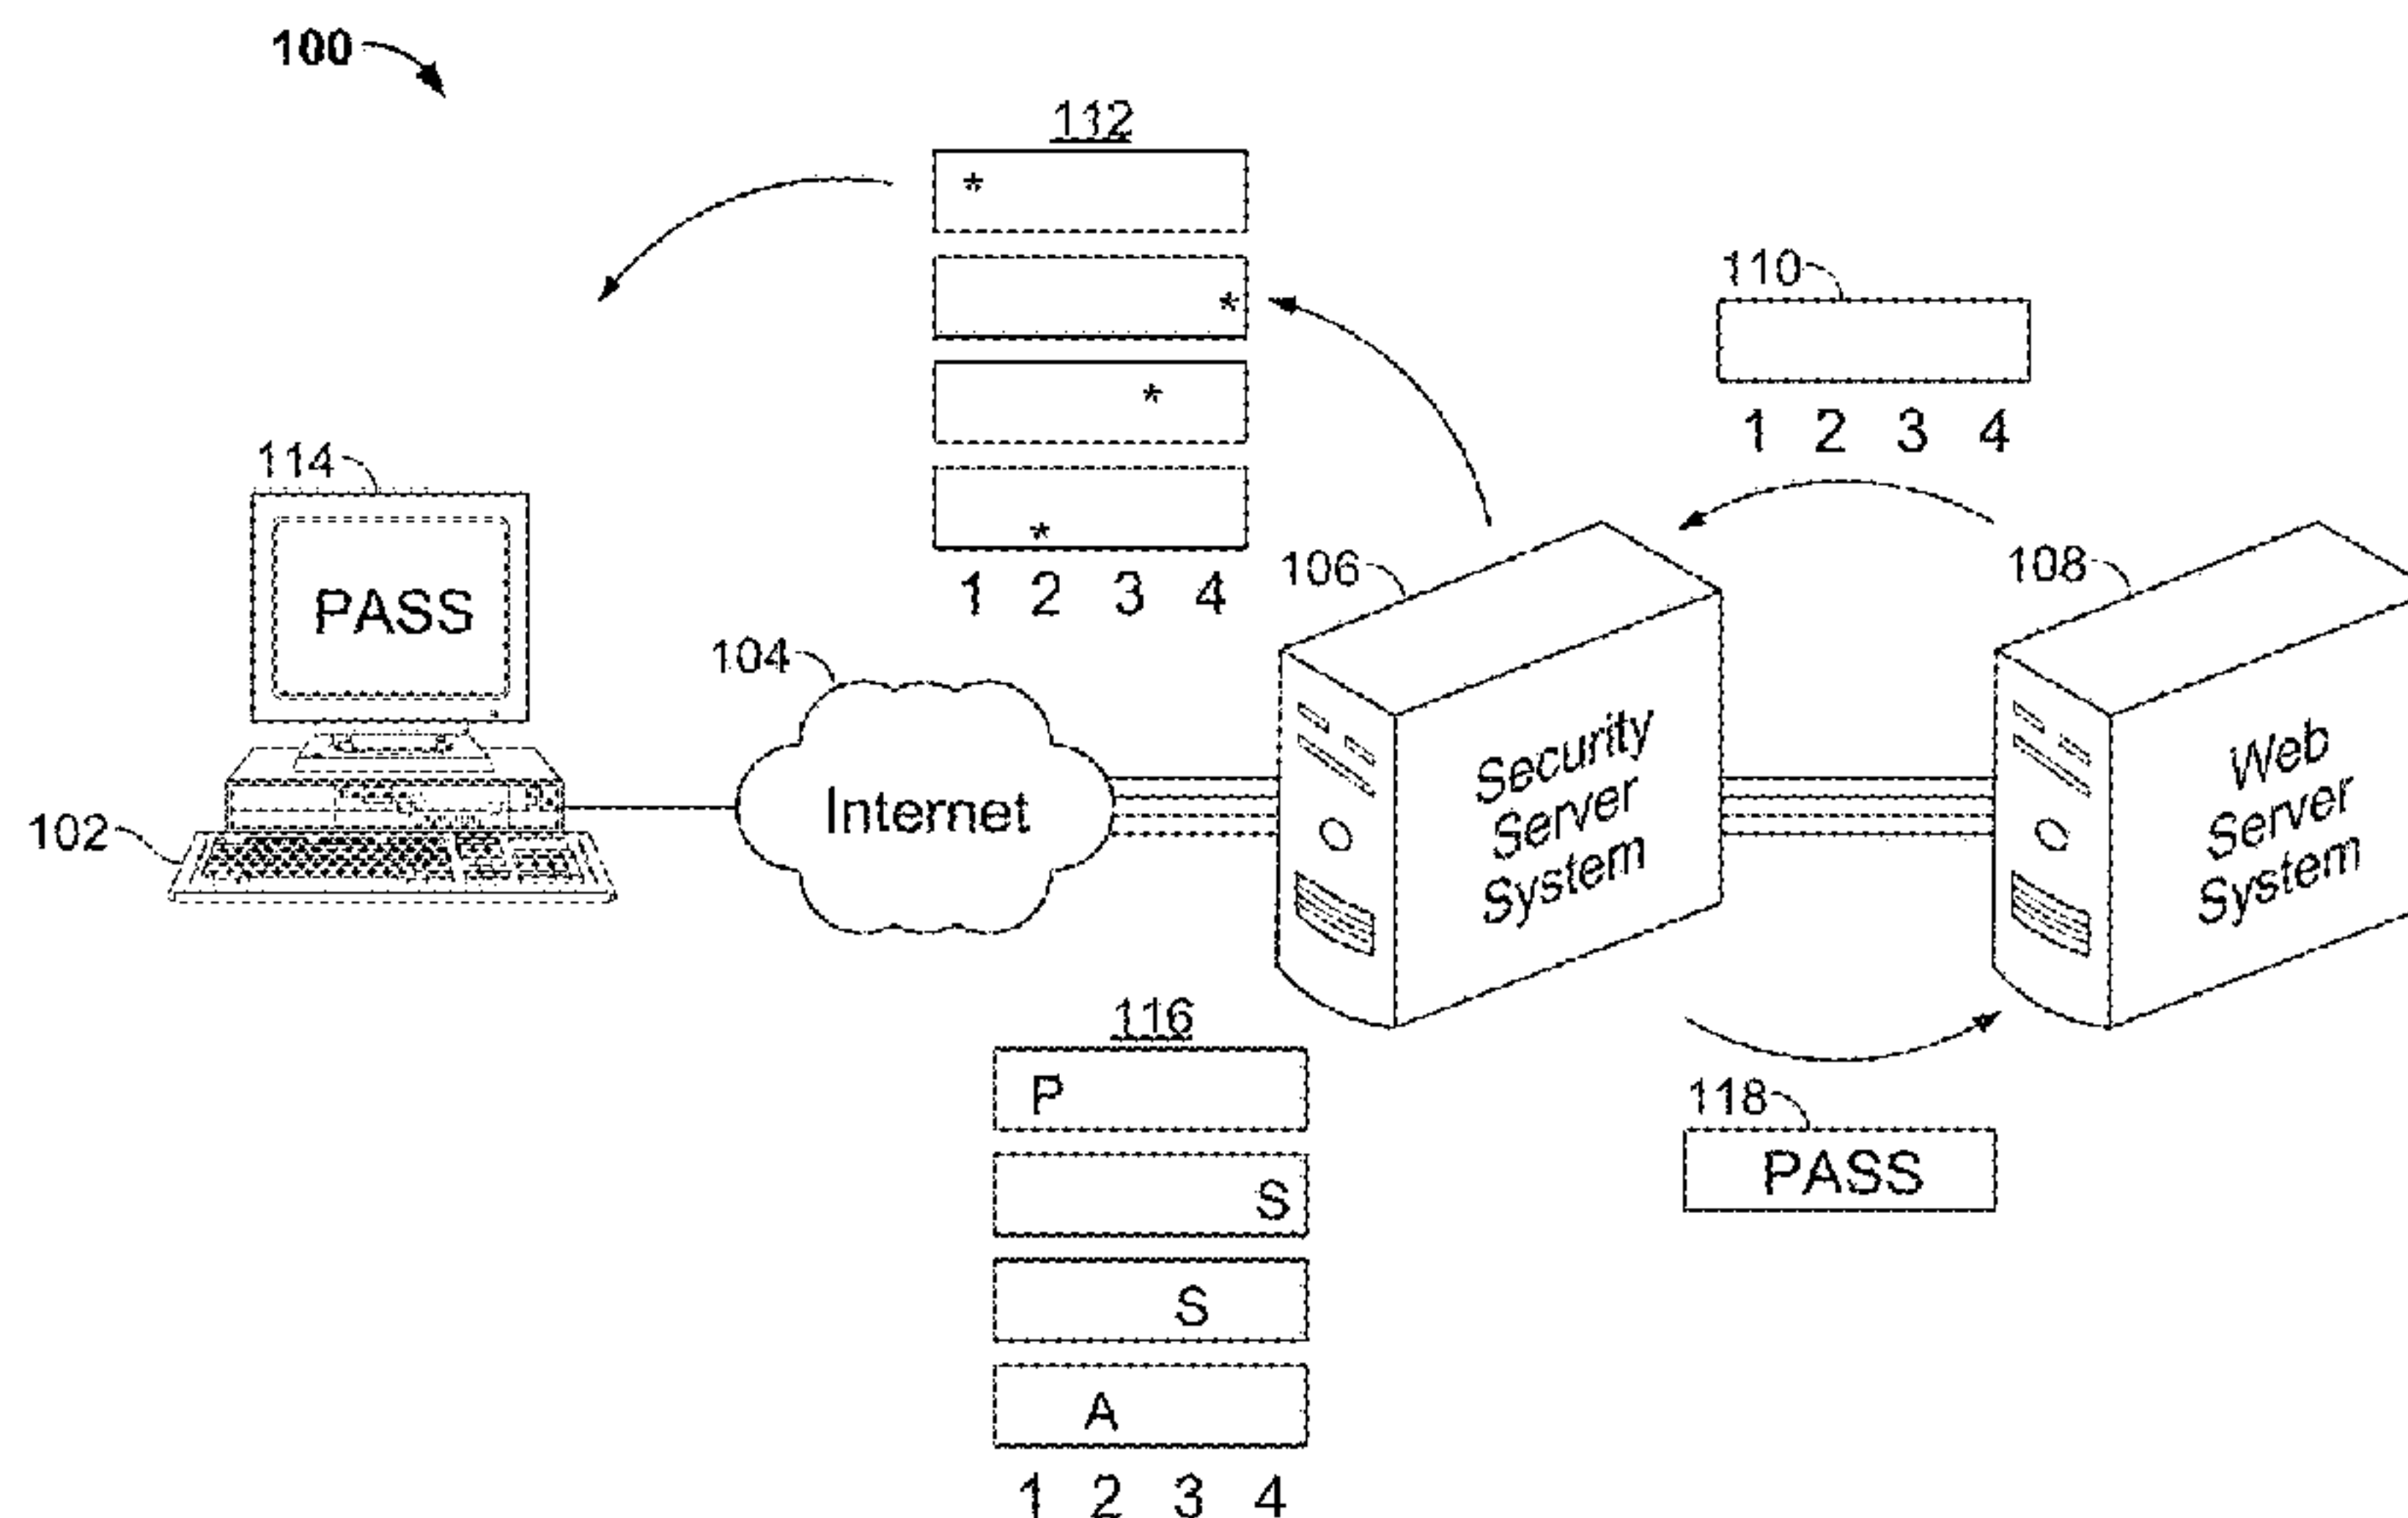 100
112
*
*
*
*
1 2 3 4
110
1 2 3 4
114
PASS
106
108
104
Internet
Security
Server
System
Web
Server
System
102
116
P
S
S
A
1 2 3 4
118
PASS